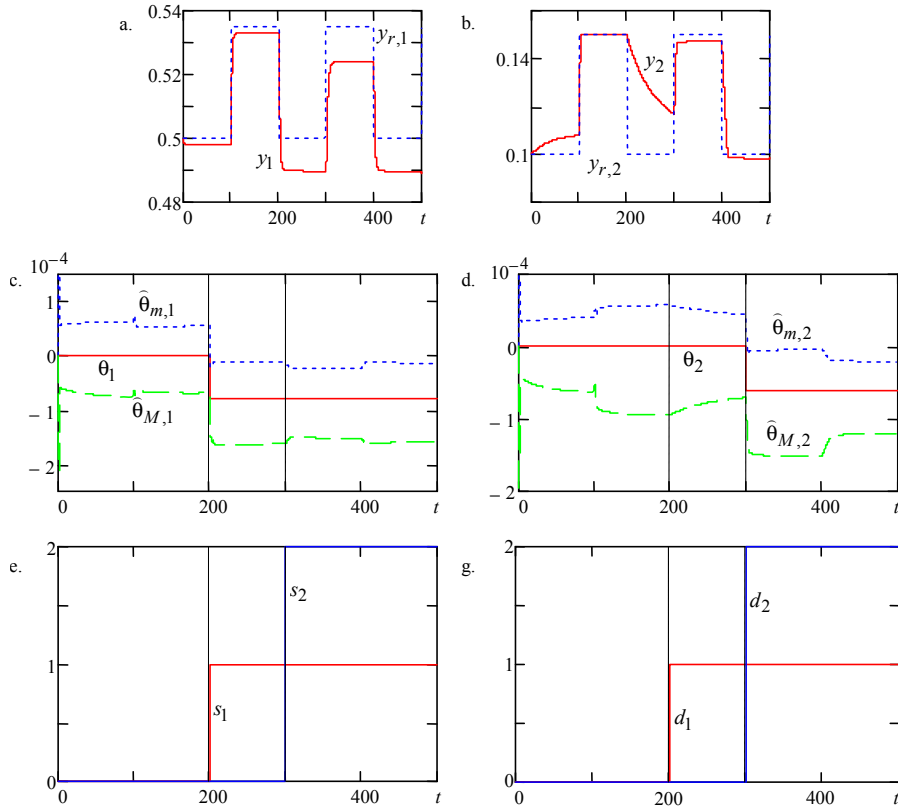 a.
0.54
0.52
0.5
0.48
y_{r,1}
y_1
0 200 400 t
b.
0.14
0.1
y_2
y_{r,2}
0 200 400 t
c.
10^{-4}
1
0
− 1
− 2
θ̂_{m,1}
θ_1
θ̂_{M,1}
0 200 400 t
d.
10^{-4}
0
− 1
− 2
θ̂_{m,2}
θ_2
θ̂_{M,2}
0 200 400 t
e.
2
1
0
s_2
s_1
0 200 400 t
g.
2
1
0
d_2
d_1
0 200 400 t